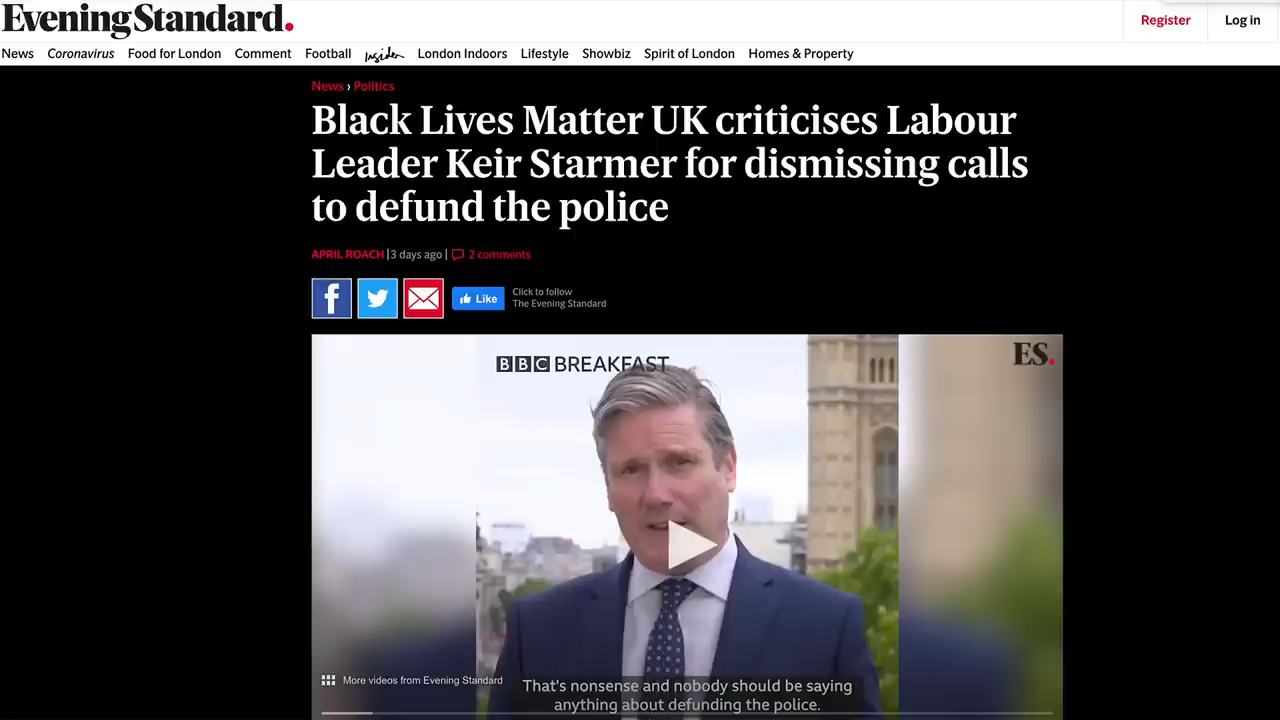 Evening Standard.
Register
Log in
News Coronavirus Food for London Comment Football Insider London Indoors Lifestyle Showbiz Spirit of London Homes & Property
News › Politics
Black Lives Matter UK criticises Labour
Leader Keir Starmer for dismissing calls
to defund the police
APRIL ROACH | 3 days ago | 2 comments
f
Like
Click to follow
The Evening Standard
BBC BREAKFAST
ES.
More videos from Evening Standard
That's nonsense and nobody should be saying
anything about defunding the police.